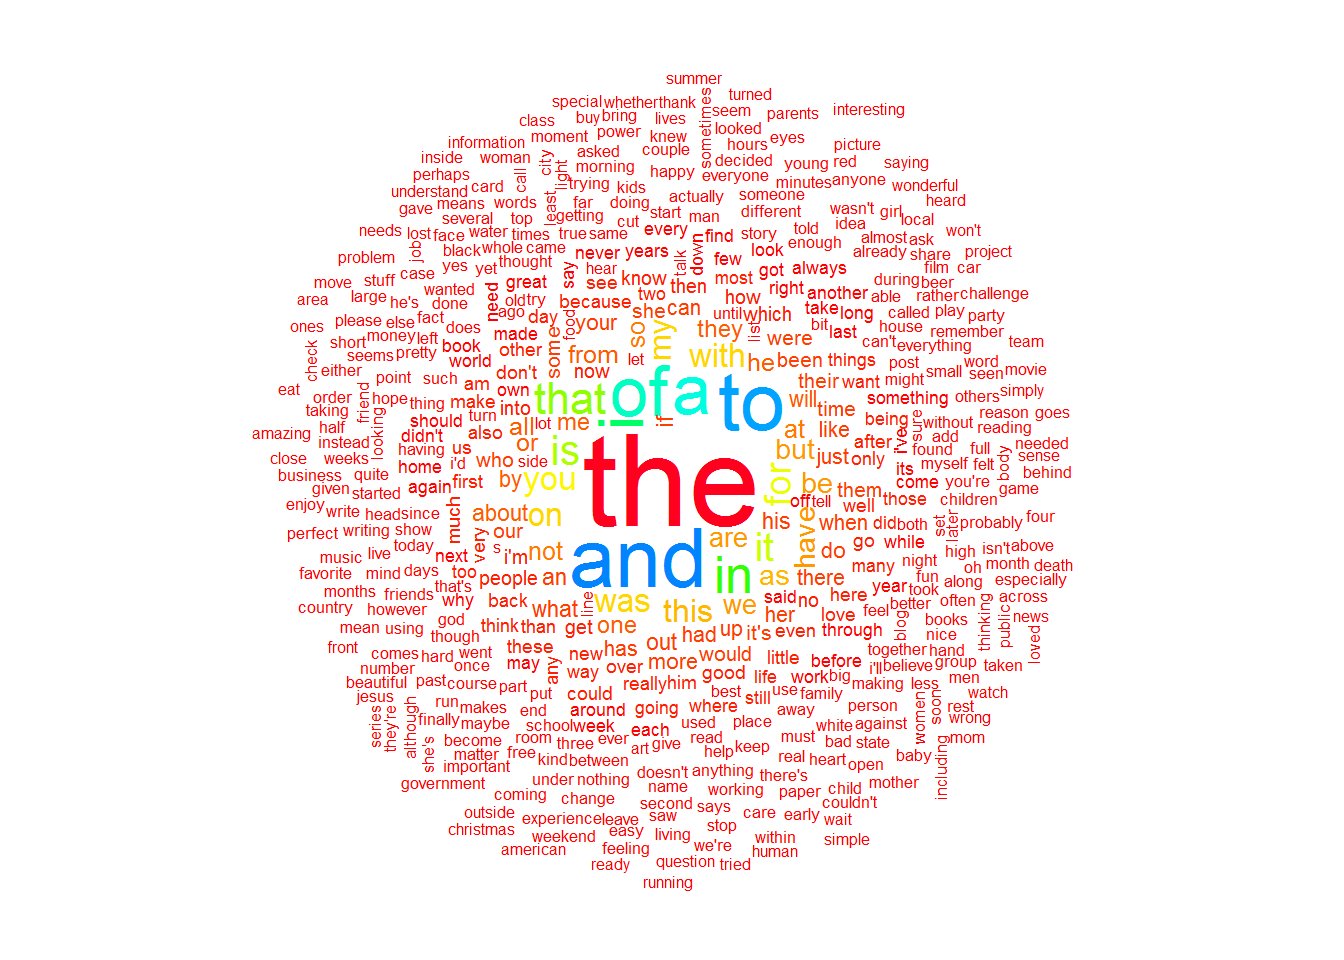 summer
turned
special whether thank sometimes seem parents interesting
class buy bring lives looked
information moment power knew hours eyes
inside woman city asked couple decided picture
perhaps call light morning happy everyone young red saying
understand card trying kids actually minutes anyone wonderful
gave means words least far doing someone heard
several top getting cut start man different wasn't girl local
needs lost face water times true same every find story told idea almost ask won't
problem job black whole came never years talk down look enough already share project
move stuff case yes yet thought say hear know then few most got always during film car
area large he's wanted need great see two how right another able rather beer challenge
ones please else fact done old try because she can until which take long called play party
check short money left does ago day food your so my they list were bit last house remember
seems pretty book made some from let with he been things can't everything team
either point such world other now post word
eat friend hope am don't that of a to their want might small seen movie
order thing make own into if will something others simply
taking half looking should turn all lot me i time being i've sure without reason goes
amazing instead didn't also or is the at like after found add reading
close weeks having us who side but just only its myself felt full body needed sense
business quite home i'd by you for be them come you're behind
given started again first off tell well those children game
enjoy write head since much about on his have when did both set later probably four
perfect writing show very our s are
music live today next i'm not and it do go while high isn't above
favorite mind days too people an in as there many night oh month death
months friends that's back line was this we said no here year took fun along especially
country however why what her love feel better often across
mean using god think than get one had up it's even through blog books thinking public news
front though these any new has out nice loved
comes hard went may way over more would little before together hand
number once could really him good life work big i'll believe group taken
beautiful past course part put best still use family making less men
jesus run makes end around going where away person women soon watch
series they're although finally maybe school week each used place white against rest wrong
she's become room three ever art give read must bad state mom
matter free kind between help keep real heart open baby including
important under nothing doesn't anything there's
government name working paper child mother
coming change second says couldn't
outside experience leave saw care early wait
christmas weekend easy living stop within simple
american feeling we're human
ready question tried
running